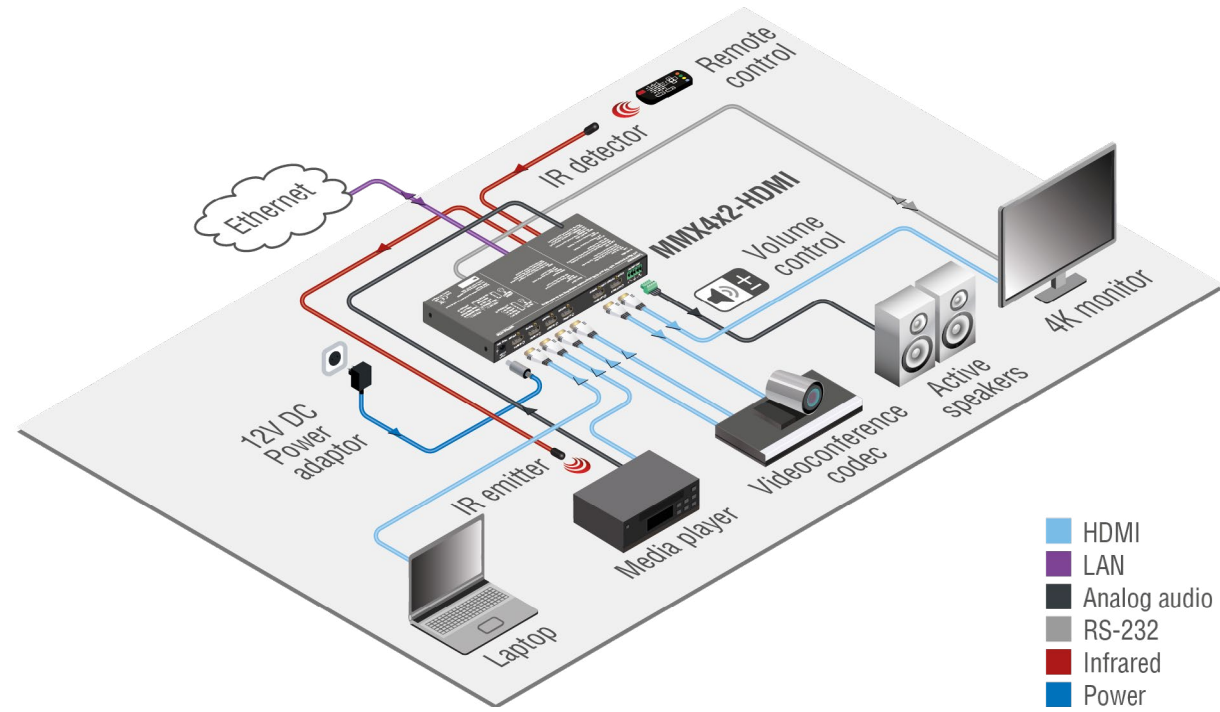 Remote
control
IR detector
Ethernet
MMX4x2-HDMI
Volume
control
4K monitor
Active
speakers
12V DC
Power
adaptor
Videoconference
codec
IR emitter
Media player
Laptop
HDMI
LAN
Analog audio
RS-232
Infrared
Power